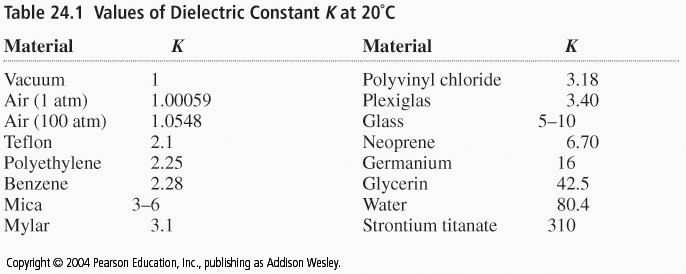 Table 24.1 Values of Dielectric Constant K at 20°C
Material K Material K
Vacuum 1 Polyvinyl chloride 3.18
Air (1 atm) 1.00059 Plexiglas 3.40
Air (100 atm) 1.0548 Glass 5–10
Teflon 2.1 Neoprene 6.70
Polyethylene 2.25 Germanium 16
Benzene 2.28 Glycerin 42.5
Mica 3–6 Water 80.4
Mylar 3.1 Strontium titanate 310
Copyright © 2004 Pearson Education, Inc., publishing as Addison Wesley.